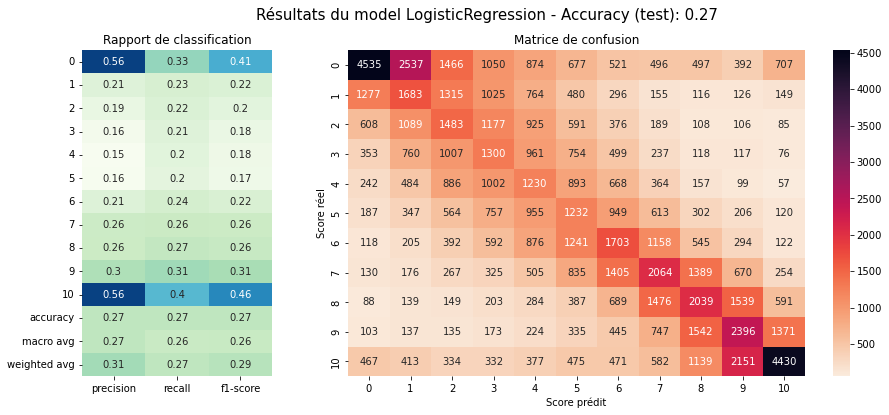 Résultats du model LogisticRegression - Accuracy (test): 0.27
Rapport de classification
0 0.56 0.33 0.41
1 0.21 0.23 0.22
2 0.19 0.22 0.2
3 0.16 0.21 0.18
4 0.15 0.2 0.18
5 0.16 0.2 0.17
6 0.21 0.24 0.22
7 0.26 0.26 0.26
8 0.26 0.27 0.26
9 0.3 0.31 0.31
10 0.56 0.4 0.46
accuracy 0.27 0.27 0.27
macro avg 0.27 0.26 0.26
weighted avg 0.31 0.27 0.29
precision recall f1-score
Matrice de confusion
Score réel
0 4535 2537 1466 1050 874 677 521 496 497 392 707
1 1277 1683 1315 1025 764 480 296 155 116 126 149
2 608 1089 1483 1177 925 591 376 189 108 106 85
3 353 760 1007 1300 961 754 499 237 118 117 76
4 242 484 886 1002 1230 893 668 364 157 99 57
5 187 347 564 757 955 1232 949 613 302 206 120
6 118 205 392 592 876 1241 1703 1158 545 294 122
7 130 176 267 325 505 835 1405 2064 1389 670 254
8 88 139 149 203 284 387 689 1476 2039 1539 591
9 103 137 135 173 224 335 445 747 1542 2396 1371
10 467 413 334 332 377 475 471 582 1139 2151 4430
0 1 2 3 4 5 6 7 8 9 10
Score prédit
4500
4000
3500
3000
2500
2000
1500
1000
500